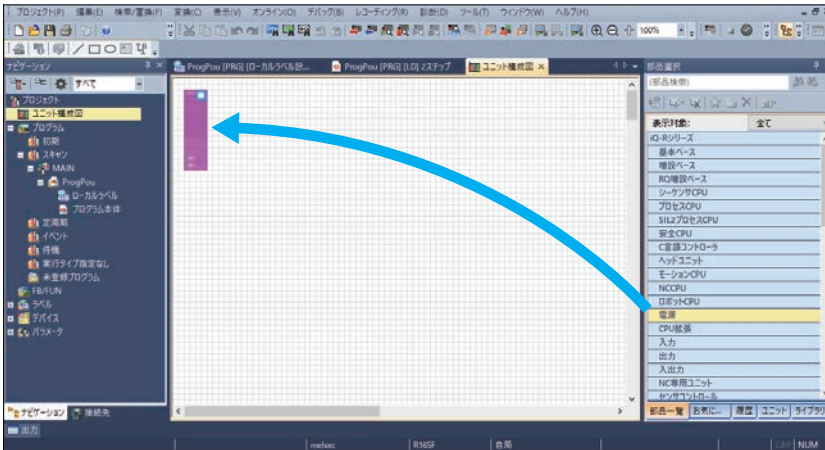 プロジェクト(P) 編集(E) 検索/置換(F) 変換(C) 表示(V) オンライン(O) デバッグ(B) レコーディング(R) 診断(D) ツール(T) ウィンドウ(W) ヘルプ(H)
100%
ナビゲーション
ProgPou [PRG] [ローカルラベル設...
ProgPou [PRG] [LD] 2ステップ
ユニット構成図
部品選択
すべて
(部品検索)
プロジェクト
ユニット構成図
プログラム
初期
スキャン
MAIN
ProgPou
ローカルラベル
プログラム本体
定周期
イベント
待機
実行タイプ指定なし
未登録プログラム
FB/FUN
ラベル
デバイス
パラメータ
表示対象: 全て
iQ-Rシリーズ
基本ベース
増設ベース
RQ増設ベース
シーケンサCPU
プロセスCPU
SIL2プロセスCPU
安全CPU
C言語コントローラ
ヘッドユニット
モーションCPU
NCCPU
ロボットCPU
電源
CPU拡張
入力
出力
入出力
NC専用ユニット
センサコントロール
ナビゲーション 接続先
部品一覧 お気に... 履歴 ユニット ライブラリ
出力
melsec R16SF 自局 CAP NUM